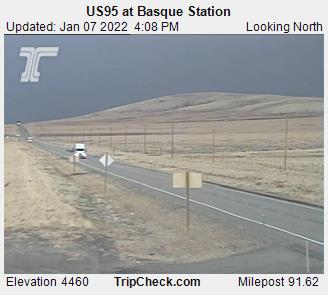 US95 at Basque Station
Updated: Jan 07 2022 4:08 PM Looking North
Elevation 4460 TripCheck.com Milepost 91.62